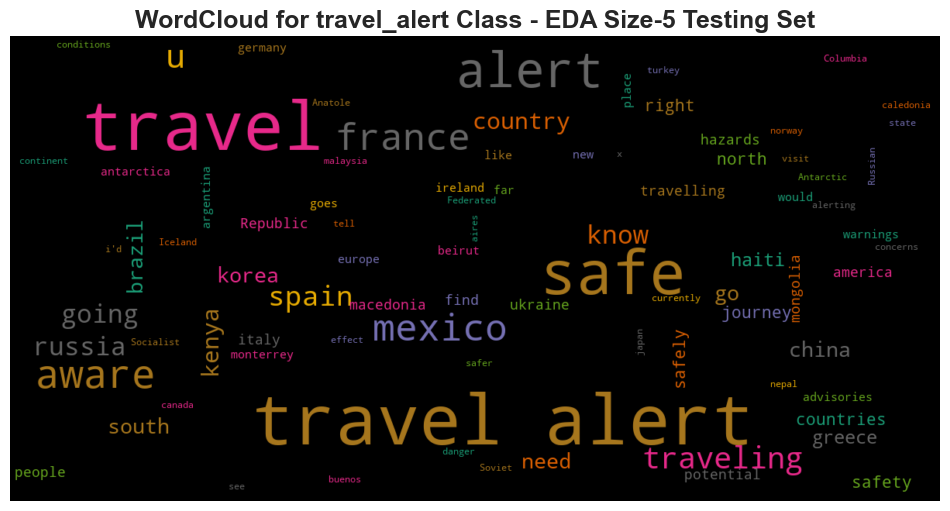 WordCloud for travel_alert Class - EDA Size-5 Testing Set
conditions
germany
u
alert
Columbia
turkey
travel
Anatole
place
right
caledonia
france
country
state
norway
hazards
continent
malaysia
like
new
x
north
visit
Russian
antarctica
argentina
ireland
far
travelling
Antarctic
goes
Federated
would
alerting
Republic
tell
aires
know
warnings
brazil
i'd
Iceland
beirut
concerns
europe
safe
haiti
mongolia
america
korea
spain
macedonia
find
ukraine
currently
go
journey
going
kenya
mexico
russia
Socialist
italy
effect
japan
safely
china
monterrey
aware
safer
nepal
canada
travel alert
advisories
south
countries
greece
danger
need
traveling
people
Soviet
potential
see
buenos
safety